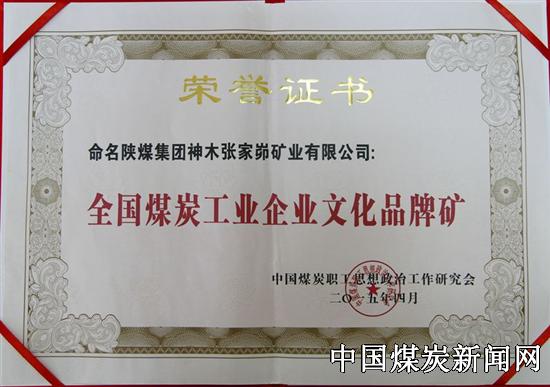 荣誉证书
命名陕煤集团神木张家峁矿业有限公司:
全国煤炭工业企业文化品牌矿
中国煤炭职工思想政治工作研究会
二〇一五年四月
中国煤炭新闻网